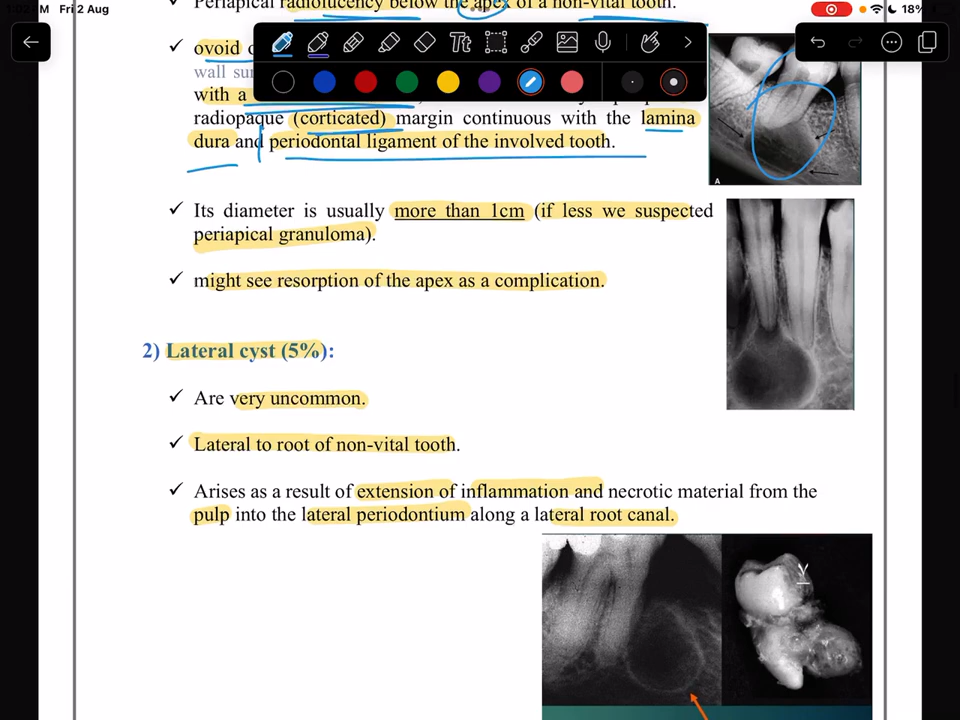 Periapical radiolucency below the apex of a non-vital tooth.
1:02 Fri 2 Aug
18%
Tt
✓ ovoid
wall
with a
radiopaque (corticated) margin continuous with the lamina
dura and periodontal ligament of the involved tooth.
A
✓ Its diameter is usually more than 1cm (if less we suspected
periapical granuloma).
✓ might see resorption of the apex as a complication.
2) Lateral cyst (5%):
✓ Are very uncommon.
✓ Lateral to root of non-vital tooth.
✓ Arises as a result of extension of inflammation and necrotic material from the
pulp into the lateral periodontium along a lateral root canal.